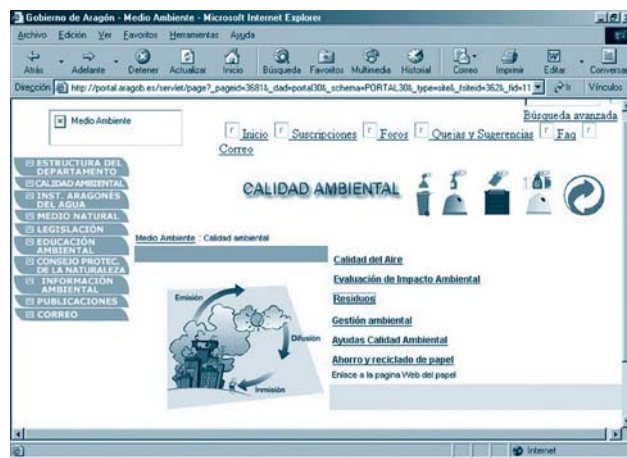 Gobierno de Aragón - Medio Ambiente - Microsoft Internet Explorer
Archivo Edición Ver Favoritos Herramientas Ayuda
Atrás Adelante Detener Actualizar Inicio Búsqueda Favoritos Multimedia Historial Correo Imprimir Editar Conversar
Dirección http://portal.aragob.es/servlet/page?_pageid=3681&_dad=portal30&_schema=PORTAL30&_type=site&_fsiteid=362&_fid=11 Ir Vínculos
Búsqueda avanzada
Medio Ambiente
Inicio Suscripciones Foros Quejas y Sugerencias Faq
Correo
ESTRUCTURA DEL
DEPARTAMENTO
CALIDAD AMBIENTAL
INST. ARAGONÉS
DEL AGUA
MEDIO NATURAL
LEGISLACIÓN
EDUCACIÓN
AMBIENTAL
CONSEJO PROTEC.
DE LA NATURALEZA
INFORMACIÓN
AMBIENTAL
PUBLICACIONES
CORREO
CALIDAD AMBIENTAL
Medio Ambiente : Calidad ambiental
Emisión
Difusión
Inmisión
Calidad del Aire
Evaluación de Impacto Ambiental
Residuos
Gestión ambiental
Ayudas Calidad Ambiental
Ahorro y reciclado de papel
Enlace a la pagina Web del papel
Internet